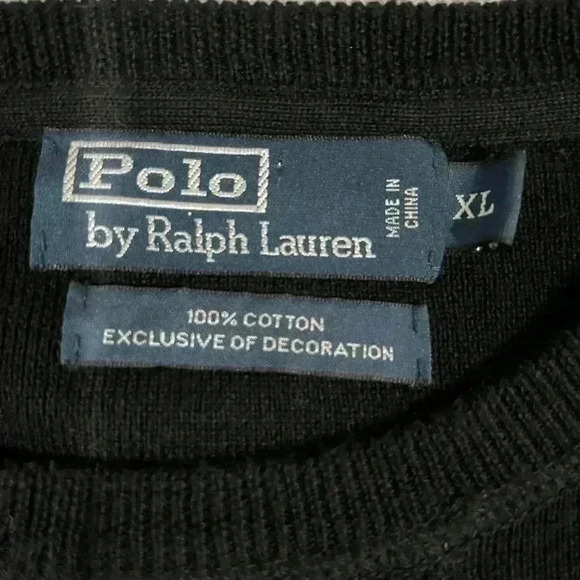 Polo
by Ralph Lauren
MADE IN
CHINA
XL
100% COTTON
EXCLUSIVE OF DECORATION